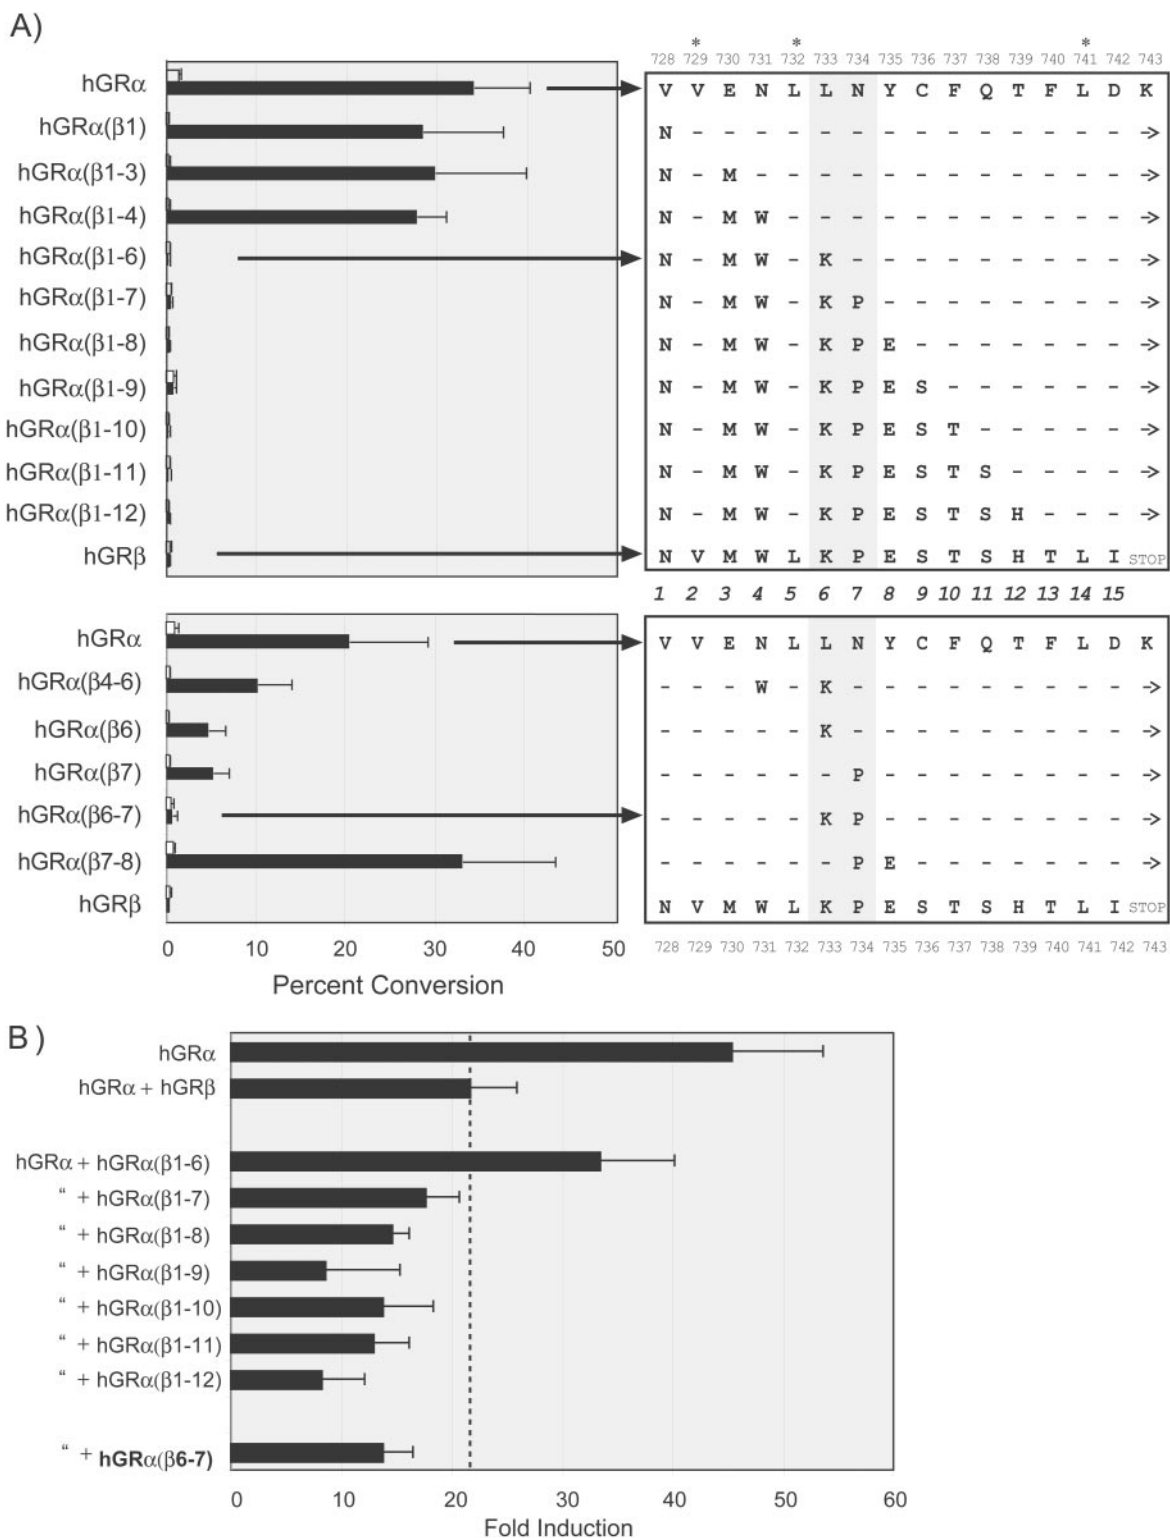 A)
* * *
728 729 730 731 732 733 734 735 736 737 738 739 740 741 742 743
hGRα V V E N L L N Y C F Q T F L D K
hGRα(β1) N - - - - - - - - - - - - - - ->
hGRα(β1-3) N - M - - - - - - - - - - - - ->
hGRα(β1-4) N - M W - - - - - - - - - - - ->
hGRα(β1-6) N - M W - K - - - - - - - - - ->
hGRα(β1-7) N - M W - K P - - - - - - - - ->
hGRα(β1-8) N - M W - K P E - - - - - - - ->
hGRα(β1-9) N - M W - K P E S - - - - - - ->
hGRα(β1-10) N - M W - K P E S T - - - - - ->
hGRα(β1-11) N - M W - K P E S T S - - - - ->
hGRα(β1-12) N - M W - K P E S T S H - - - ->
hGRβ N V M W L K P E S T S H T L I STOP
1 2 3 4 5 6 7 8 9 10 11 12 13 14 15
hGRα V V E N L L N Y C F Q T F L D K
hGRα(β4-6) - - - W - K - - - - - - - - - ->
hGRα(β6) - - - - - K - - - - - - - - - ->
hGRα(β7) - - - - - - P - - - - - - - - ->
hGRα(β6-7) - - - - - K P - - - - - - - - ->
hGRα(β7-8) - - - - - - P E - - - - - - - ->
hGRβ N V M W L K P E S T S H T L I STOP
0 10 20 30 40 50 728 729 730 731 732 733 734 735 736 737 738 739 740 741 742 743
Percent Conversion
B)
hGRα
hGRα + hGRβ
hGRα + hGRα(β1-6)
“ + hGRα(β1-7)
“ + hGRα(β1-8)
“ + hGRα(β1-9)
“ + hGRα(β1-10)
“ + hGRα(β1-11)
“ + hGRα(β1-12)
“ + hGRα(β6-7)
0 10 20 30 40 50 60
Fold Induction